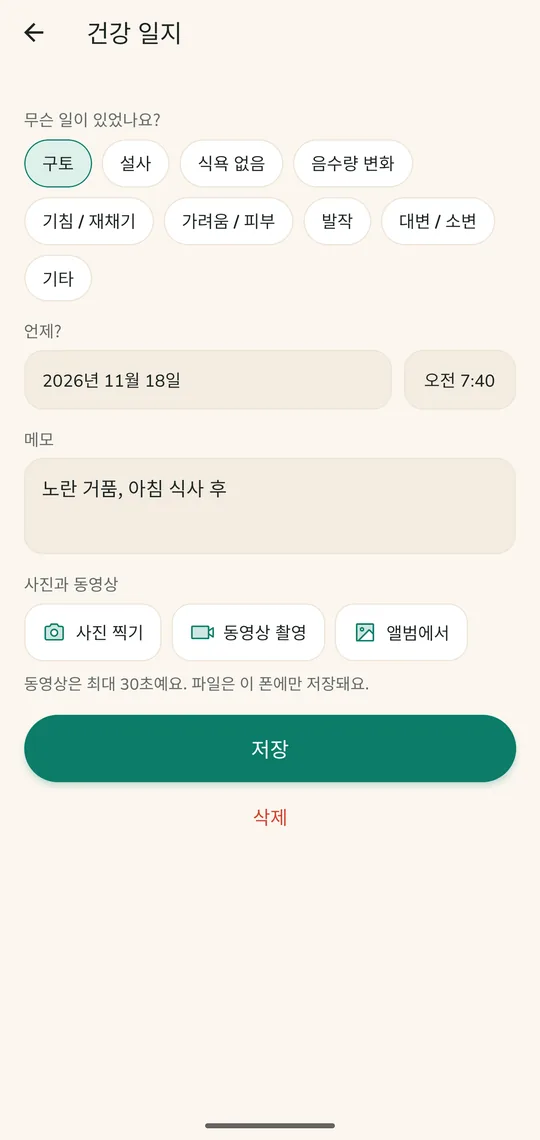 건강 일지
무슨 일이 있었나요?
구토 설사 식욕 없음 음수량 변화
기침 / 재채기 가려움 / 피부 발작 대변 / 소변
기타
언제?
2026년 11월 18일 오전 7:40
메모
노란 거품, 아침 식사 후
사진과 동영상
사진 찍기 동영상 촬영 앨범에서
동영상은 최대 30초예요. 파일은 이 폰에만 저장돼요.
저장
삭제